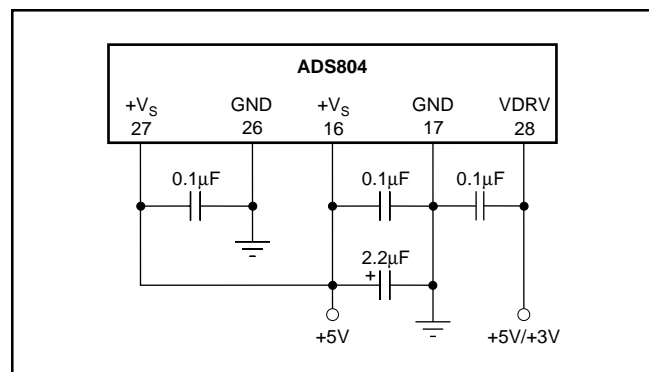 ADS804
+VS GND +VS GND VDRV
27 26 16 17 28
0.1µF 0.1µF 0.1µF
2.2µF
+
+5V +5V/+3V